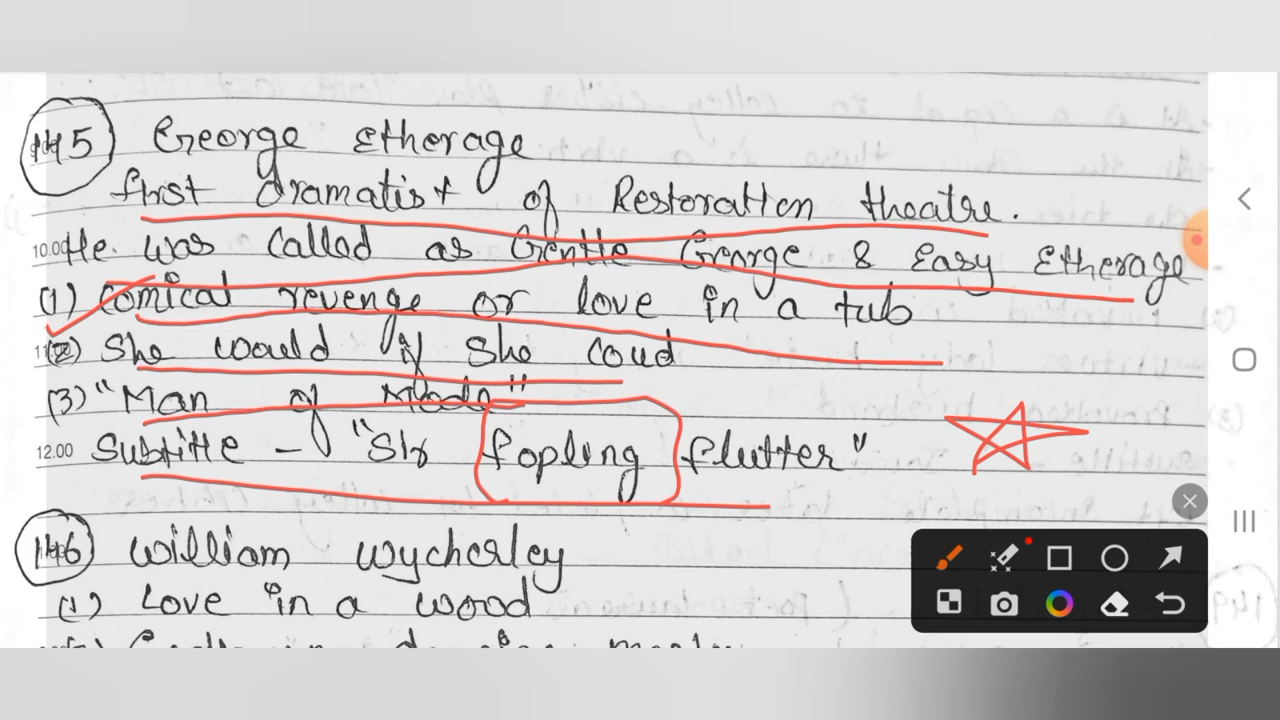 145 George Etherage
first dramatist of Restoration theatre.
10.00 He was called as Gentle George & Easy Etherage
(1) Comical revenge or love in a tub
(2) She would if she coud
(3) "Man of Mode"
12.00 Subtitle - "Sir fopling flutter"
146 William Wycherley
(1) Love in a wood